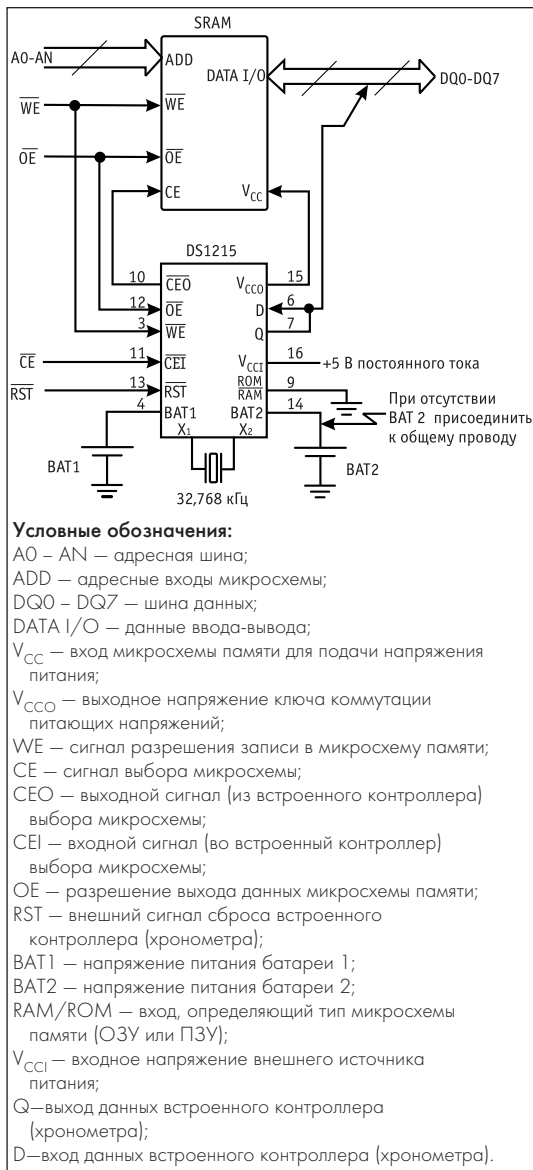 SRAM
A0-AN
ADD
DATA I/O
DQ0-DQ7
WE
WE
OE
OE
CE
V_CC
DS1215
10
CEO
V_CCO
15
12
OE
D
6
3
WE
Q
7
CE
11
CEI
V_CCI
16
+5 В постоянного тока
RST
13
RST
ROM
RAM
9
4
BAT1
BAT2
14
При отсутствии
BAT 2 присоединить
к общему проводу
X1
X2
BAT1
BAT2
32,768 кГц
Условные обозначения:
A0 – AN — адресная шина;
ADD — адресные входы микросхемы;
DQ0 – DQ7 — шина данных;
DATA I/O — данные ввода-вывода;
V_CC — вход микросхемы памяти для подачи напряжения
питания;
V_CCO — выходное напряжение ключа коммутации
питающих напряжений;
WE — сигнал разрешения записи в микросхему памяти;
CE — сигнал выбора микросхемы;
CEO — выходной сигнал (из встроенного контроллера)
выбора микросхемы;
CEI — входной сигнал (во встроенный контроллер)
выбора микросхемы;
OE — разрешение выхода данных микросхемы памяти;
RST — внешний сигнал сброса встроенного
контроллера (хронометра);
BAT1 — напряжение питания батареи 1;
BAT2 — напряжение питания батареи 2;
RAM/ROM — вход, определяющий тип микросхемы
памяти (ОЗУ или ПЗУ);
V_CCI — входное напряжение внешнего источника
питания;
Q—выход данных встроенного контроллера
(хронометра);
D—вход данных встроенного контроллера (хронометра).